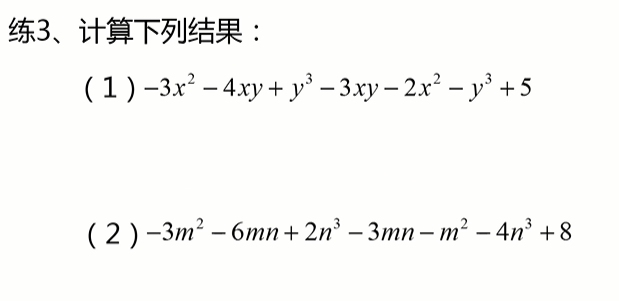 练3、计算下列结果：
（1）−3x² − 4xy + y³ − 3xy − 2x² − y³ + 5
（2）−3m² − 6mn + 2n³ − 3mn − m² − 4n³ + 8